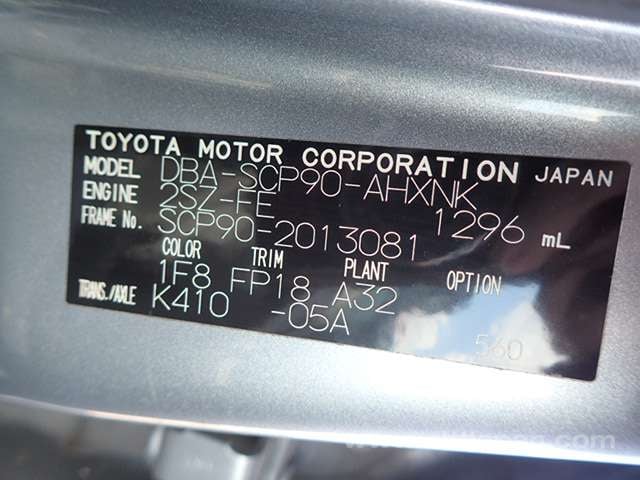 TOYOTA MOTOR CORPORATION JAPAN
MODEL DBA-SCP90-AHXNK
ENGINE 2SZ-FE 1296 mL
FRAME No. SCP90-2013081
COLOR TRIM PLANT OPTION
1F8 FP18 A32
TRANS./AXLE K410 -05A
560